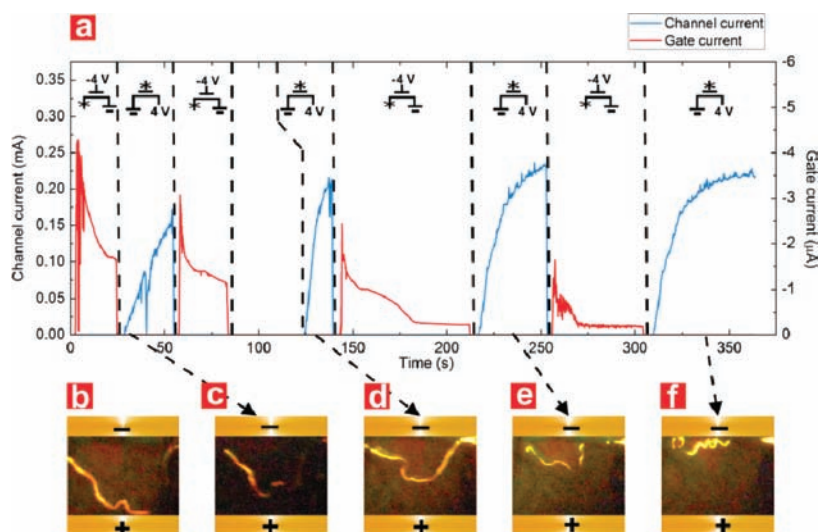 a
Channel current
Gate current
-4 V
*
* 4 V
-4 V
*
* 4 V
-4 V
*
* 4 V
-4 V
*
*
4 V
0.35
0.30
0.25
0.20
0.15
0.10
0.05
0.00
Channel current (mA)
-6
-5
-4
-3
-2
-1
0
Gate current (μA)
0 50 100 150 200 250 300 350
Time (s)
b c d e f
− − − − −
+ + + + +